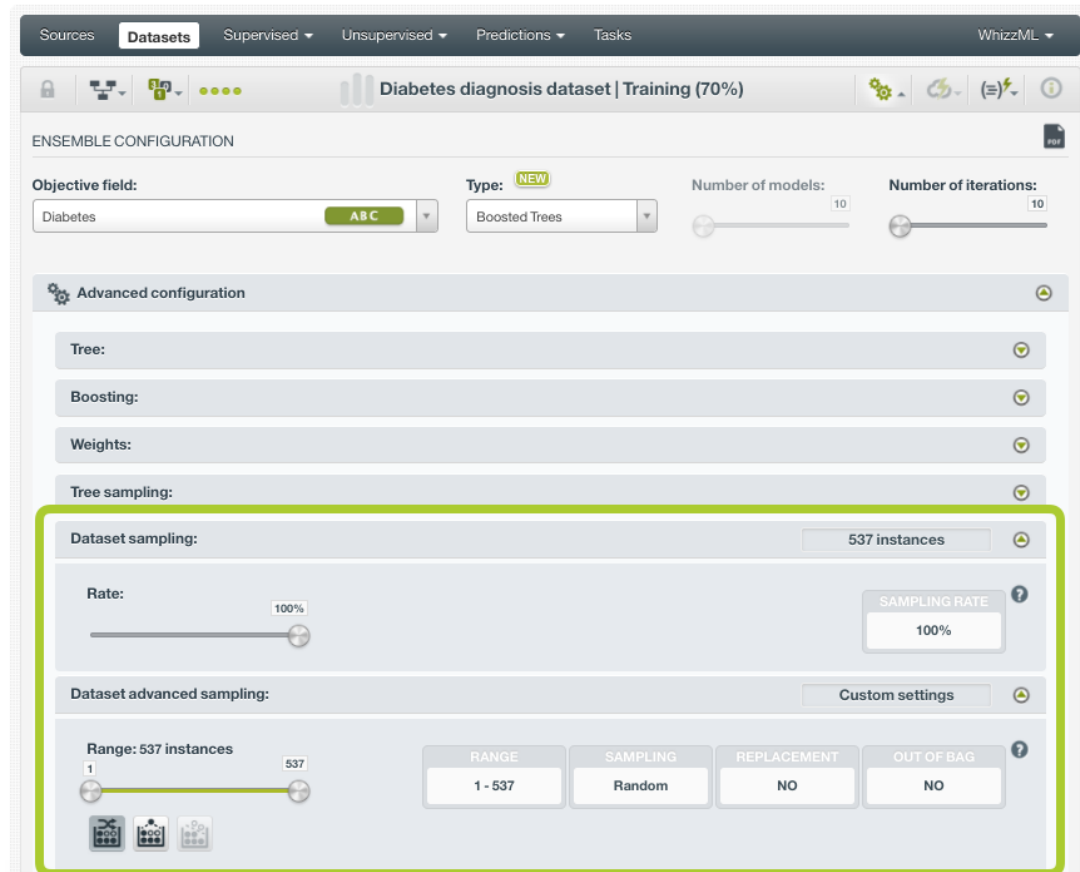 Sources Datasets Supervised Unsupervised Predictions Tasks WhizzML
Diabetes diagnosis dataset | Training (70%)
ENSEMBLE CONFIGURATION
PDF
Objective field: Type: NEW Number of models: Number of iterations:
Diabetes ABC Boosted Trees 10 10
Advanced configuration
Tree:
Boosting:
Weights:
Tree sampling:
Dataset sampling: 537 instances
Rate:
100%
SAMPLING RATE
100%
Dataset advanced sampling: Custom settings
Range: 537 instances
1 537
RANGE SAMPLING REPLACEMENT OUT OF BAG
1 - 537 Random NO NO